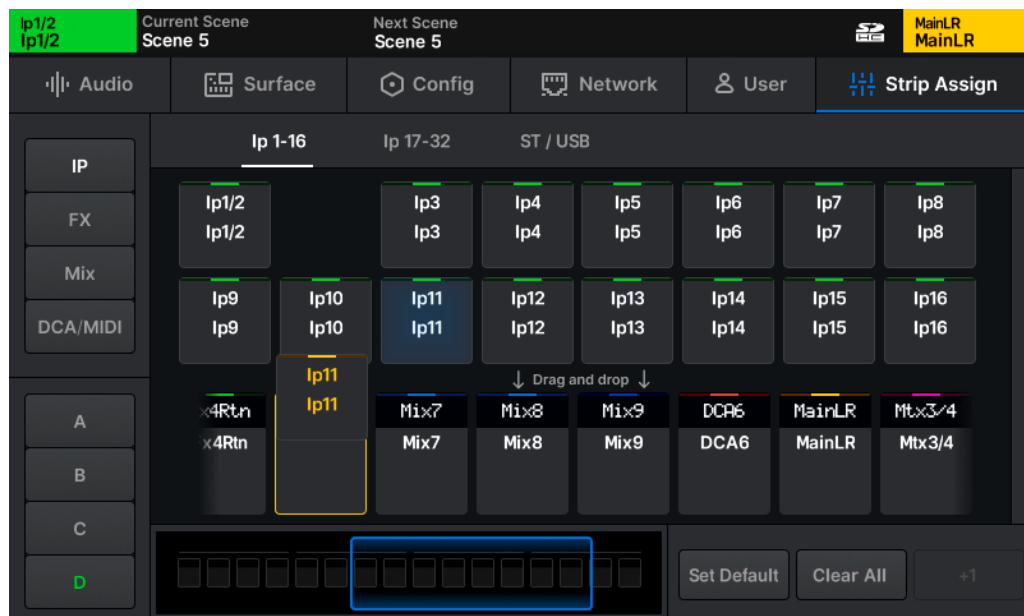 Ip1/2
Ip1/2
Current Scene
Scene 5
Next Scene
Scene 5
MainLR
MainLR
Audio
Surface
Config
Network
User
Strip Assign
IP
FX
Mix
DCA/MIDI
A
B
C
D
Ip 1-16
Ip 17-32
ST / USB
Ip1/2
Ip1/2
Ip3
Ip3
Ip4
Ip4
Ip5
Ip5
Ip6
Ip6
Ip7
Ip7
Ip8
Ip8
Ip9
Ip9
Ip10
Ip10
Ip11
Ip11
Ip12
Ip12
Ip13
Ip13
Ip14
Ip14
Ip15
Ip15
Ip16
Ip16
↓ Drag and drop ↓
x4Rtn
x4Rtn
Ip11
Ip11
Mix7
Mix7
Mix8
Mix8
Mix9
Mix9
DCA6
DCA6
MainLR
MainLR
Mtx3/4
Mtx3/4
Set Default
Clear All
+1